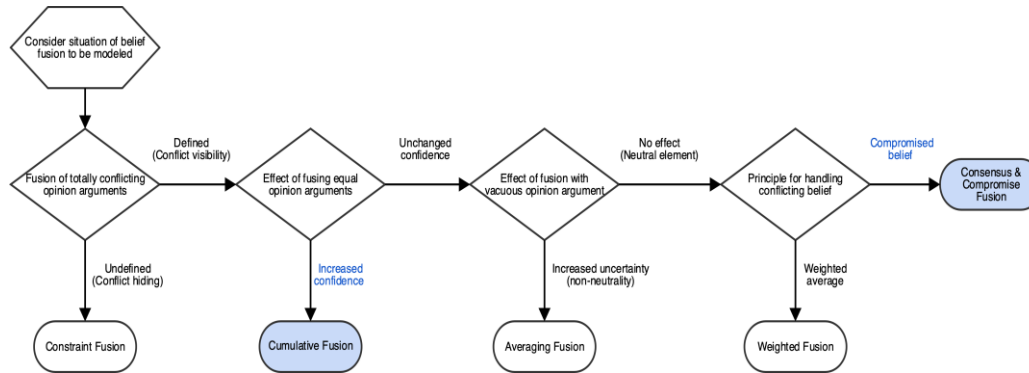 Consider situation of belief
fusion to be modeled
Defined
(Conflict visibility)
Unchanged
confidence
No effect
(Neutral element)
Compromised
belief
Fusion of totally conflicting
opinion arguments
Effect of fusing equal
opinion arguments
Effect of fusion with
vacuous opinion argument
Principle for handling
conflicting belief
Consensus &
Compromise
Fusion
Undefined
(Conflict hiding)
Increased
confidence
Increased uncertainty
(non-neutrality)
Weighted
average
Constraint Fusion
Cumulative Fusion
Averaging Fusion
Weighted Fusion